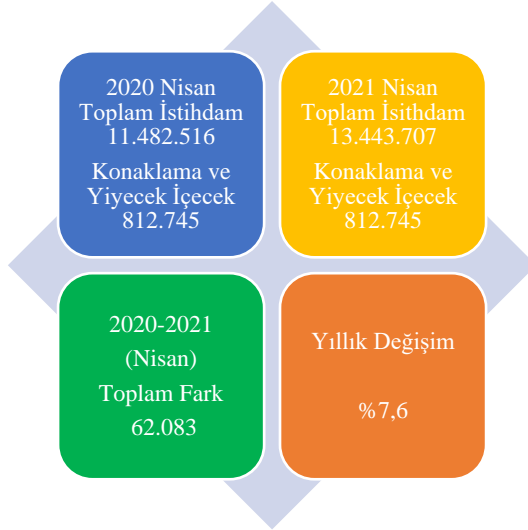 2020 Nisan
Toplam İstihdam
11.482.516
Konaklama ve
Yiyecek İçecek
812.745
2021 Nisan
Toplam Isithdam
13.443.707
Konaklama ve
Yiyecek İçecek
812.745
2020-2021
(Nisan)
Toplam Fark
62.083
Yıllık Değişim
%7,6